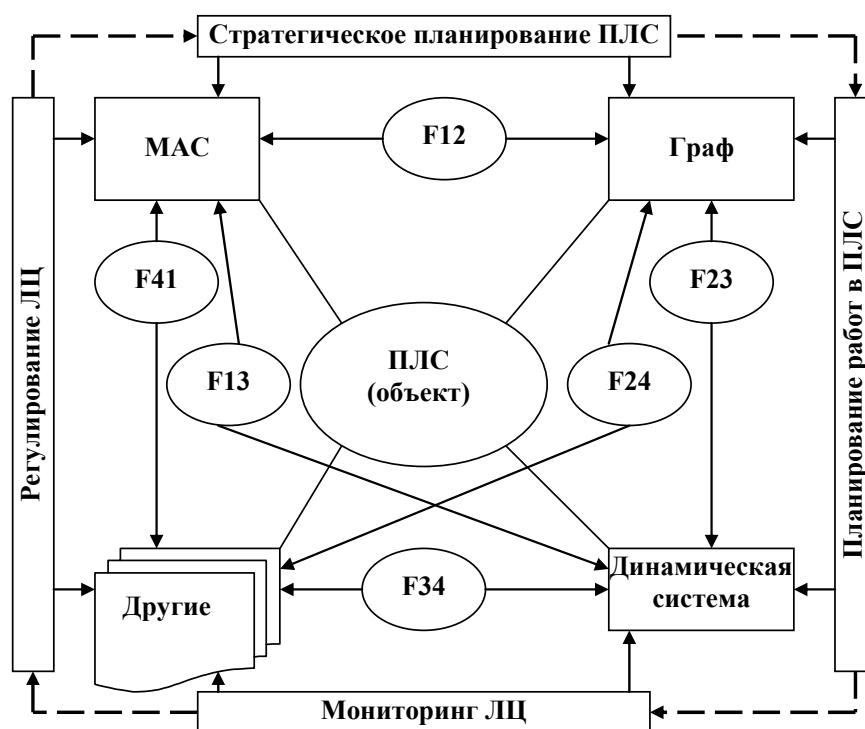 Стратегическое планирование ПЛС
МАС
F12
Граф
F41
F23
Регулирование ЛЦ
F13
ПЛС
(объект)
F24
Планирование работ в ПЛС
Другие
F34
Динамическая
система
Мониторинг ЛЦ